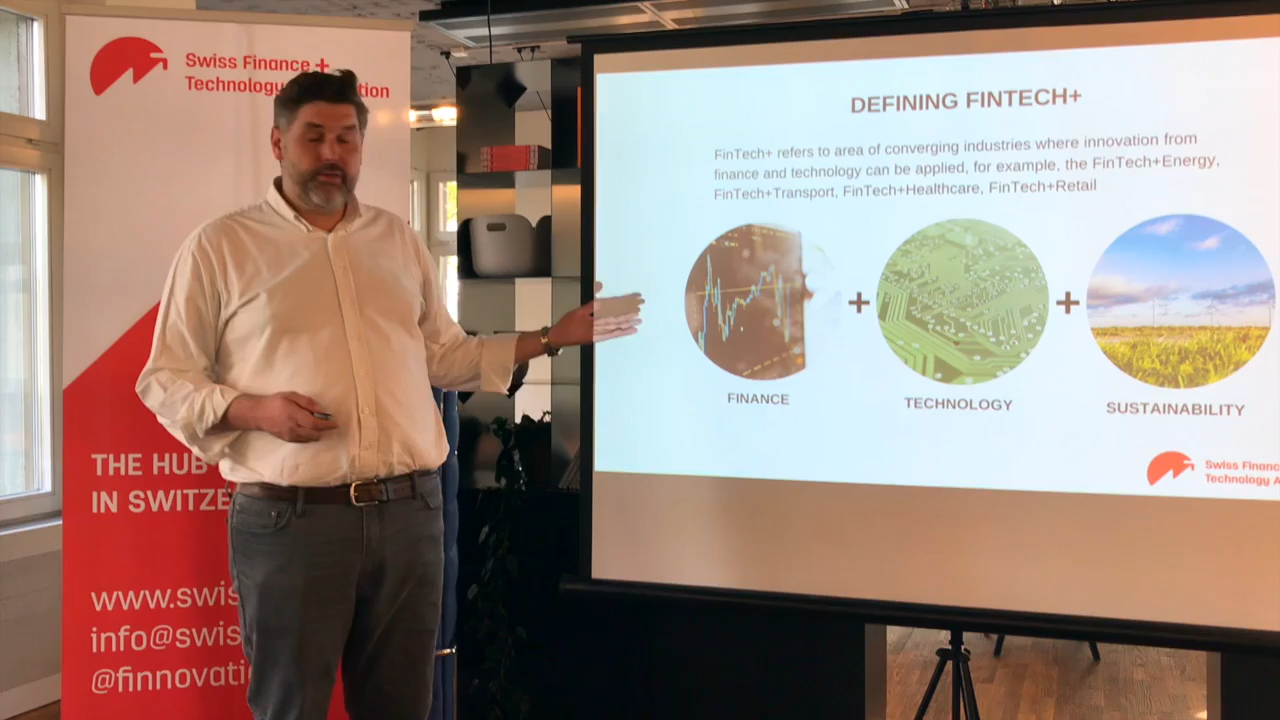 Swiss Finance +
Technology
tion
THE HUB
IN SWITZE
www.swis
info@swis
@finnovati
DEFINING FINTECH+
FinTech+ refers to area of converging industries where innovation from
finance and technology can be applied, for example, the FinTech+Energy,
FinTech+Transport, FinTech+Healthcare, FinTech+Retail
+
+
FINANCE
TECHNOLOGY
SUSTAINABILITY
Swiss Financ
Technology A